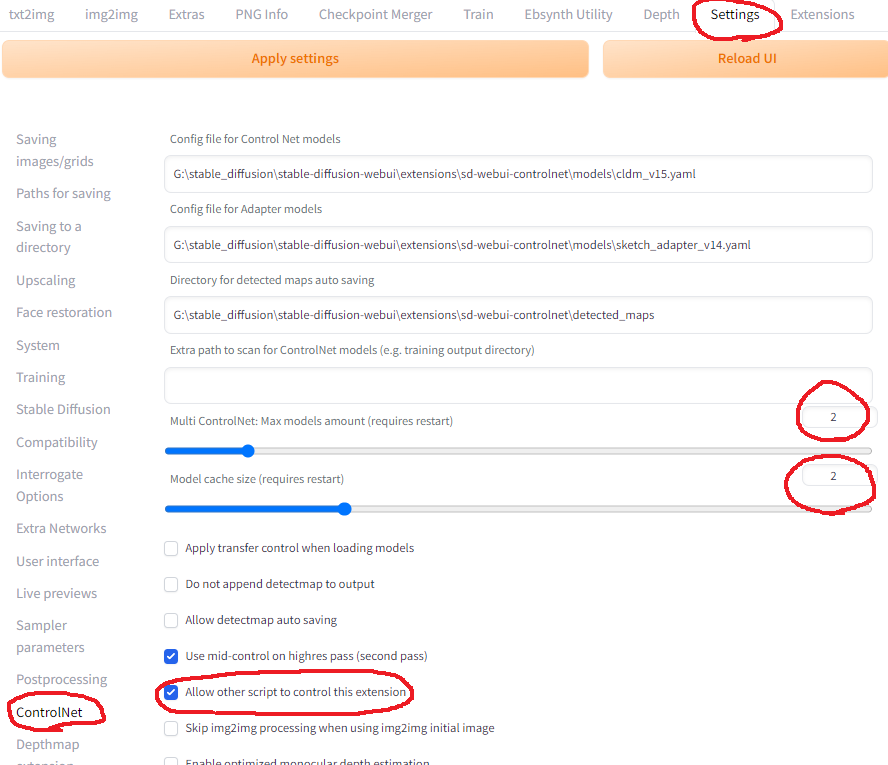 txt2img img2img Extras PNG Info Checkpoint Merger Train Ebsynth Utility Depth Settings Extensions
Apply settings Reload UI
Saving
images/grids
Paths for saving
Saving to a
directory
Upscaling
Face restoration
System
Training
Stable Diffusion
Compatibility
Interrogate
Options
Extra Networks
User interface
Live previews
Sampler
parameters
Postprocessing
ControlNet
Depthmap
extension
Config file for Control Net models
G:\stable_diffusion\stable-diffusion-webui\extensions\sd-webui-controlnet\models\cldm_v15.yaml
Config file for Adapter models
G:\stable_diffusion\stable-diffusion-webui\extensions\sd-webui-controlnet\models\sketch_adapter_v14.yaml
Directory for detected maps auto saving
G:\stable_diffusion\stable-diffusion-webui\extensions\sd-webui-controlnet\detected_maps
Extra path to scan for ControlNet models (e.g. training output directory)
Multi ControlNet: Max models amount (requires restart) 2
Model cache size (requires restart) 2
Apply transfer control when loading models
Do not append detectmap to output
Allow detectmap auto saving
Use mid-control on highres pass (second pass)
Allow other script to control this extension
Skip img2img processing when using img2img initial image
Enable optimized monocular depth estimation